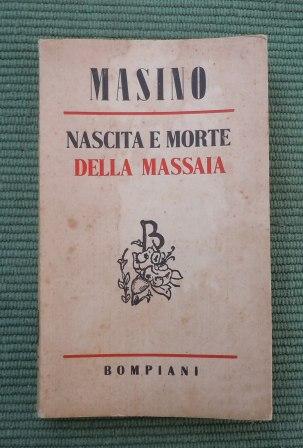 MASINO
NASCITA E MORTE
DELLA MASSAIA
B
BOMPIANI